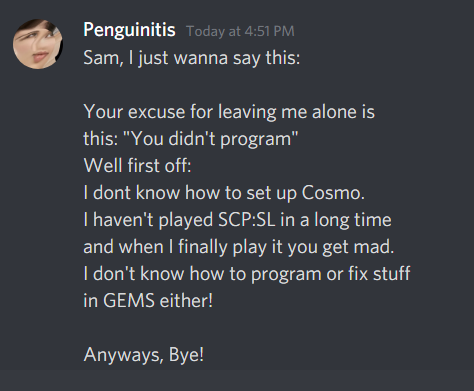 Penguinitis Today at 4:51 PM
Sam, I just wanna say this:
Your excuse for leaving me alone is
this: "You didn't program"
Well first off:
I dont know how to set up Cosmo.
I haven't played SCP:SL in a long time
and when I finally play it you get mad.
I don't know how to program or fix stuff
in GEMS either!
Anyways, Bye!